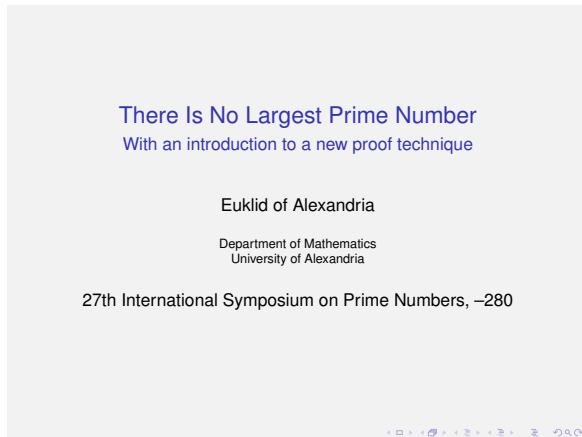 There Is No Largest Prime Number
With an introduction to a new proof technique
Euklid of Alexandria
Department of Mathematics
University of Alexandria
27th International Symposium on Prime Numbers, –280